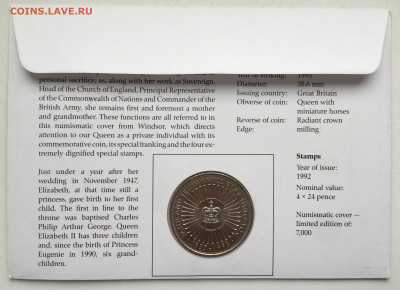 COINS.LAVE.RU
personal sacrifice, as, along with her work as Sovereign,
Head of the Church of England, Principal Representative
of the Commonwealth of Nations and Commander of the
British Army, she remains first and foremost a mother
and grandmother. These functions are all referred to in
this numismatic cover from Windsor, which directs
attention to our Queen as a private individual with its
commemorative coin, its special franking and the four ex-
tremely dignified special stamps.
Just under a year after her
wedding in November 1947,
Elizabeth, at that time still a
princess, gave birth to her first
child. The first in line to the
throne was baptised Charles
Philip Arthur George. Queen
Elizabeth II has three children
and, since the birth of Princess
Eugenie in 1990, six grand-
children.
Year of striking: 1993
Diameter: 38.6 mm
Issuing country: Great Britain
Obverse of coin: Queen with
miniature horses
Reverse of coin: Radiant crown
Edge: milling
Stamps
Year of issue:
1992
Nominal value:
4 × 24 pence
Numismatic cover —
limited edition of:
7,000